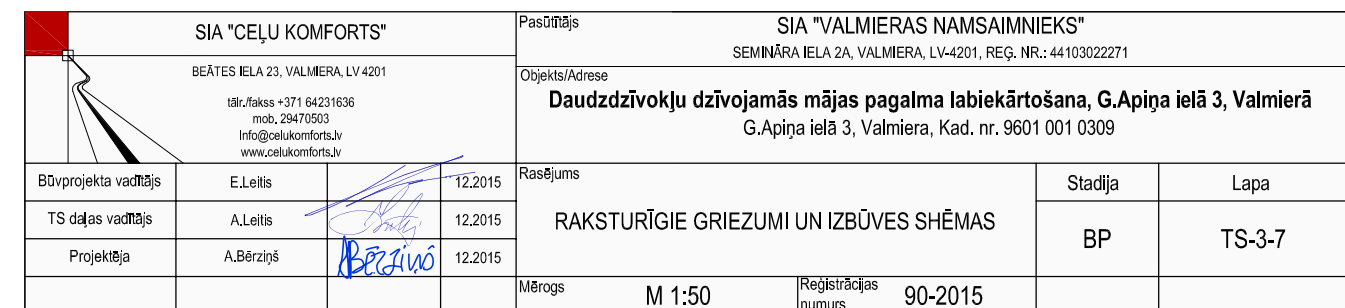 SIA "CEĻU KOMFORTS"
BEĀTES IELA 23, VALMIERA, LV 4201
tālr./fakss +371 64231636
mob. 29470503
Info@celukomforts.lv
www.celukomforts.lv
Pasūtītājs
SIA "VALMIERAS NAMSAIMNIEKS"
SEMINĀRA IELA 2A, VALMIERA, LV-4201, REĢ. NR.: 44103022271
Objekts/Adrese
Daudzdzīvokļu dzīvojamās mājas pagalma labiekārtošana, G.Apiņa ielā 3, Valmierā
G.Apiņa ielā 3, Valmiera, Kad. nr. 9601 001 0309
Būvprojekta vadītājs E.Leitis 12.2015
TS daļas vadītājs A.Leitis 12.2015
Projektēja A.Bērziņš ABērziņš 12.2015
Rasējums
RAKSTURĪGIE GRIEZUMI UN IZBŪVES SHĒMAS
Stadija Lapa
BP TS-3-7
Mērogs M 1:50 Reģistrācijas numurs 90-2015